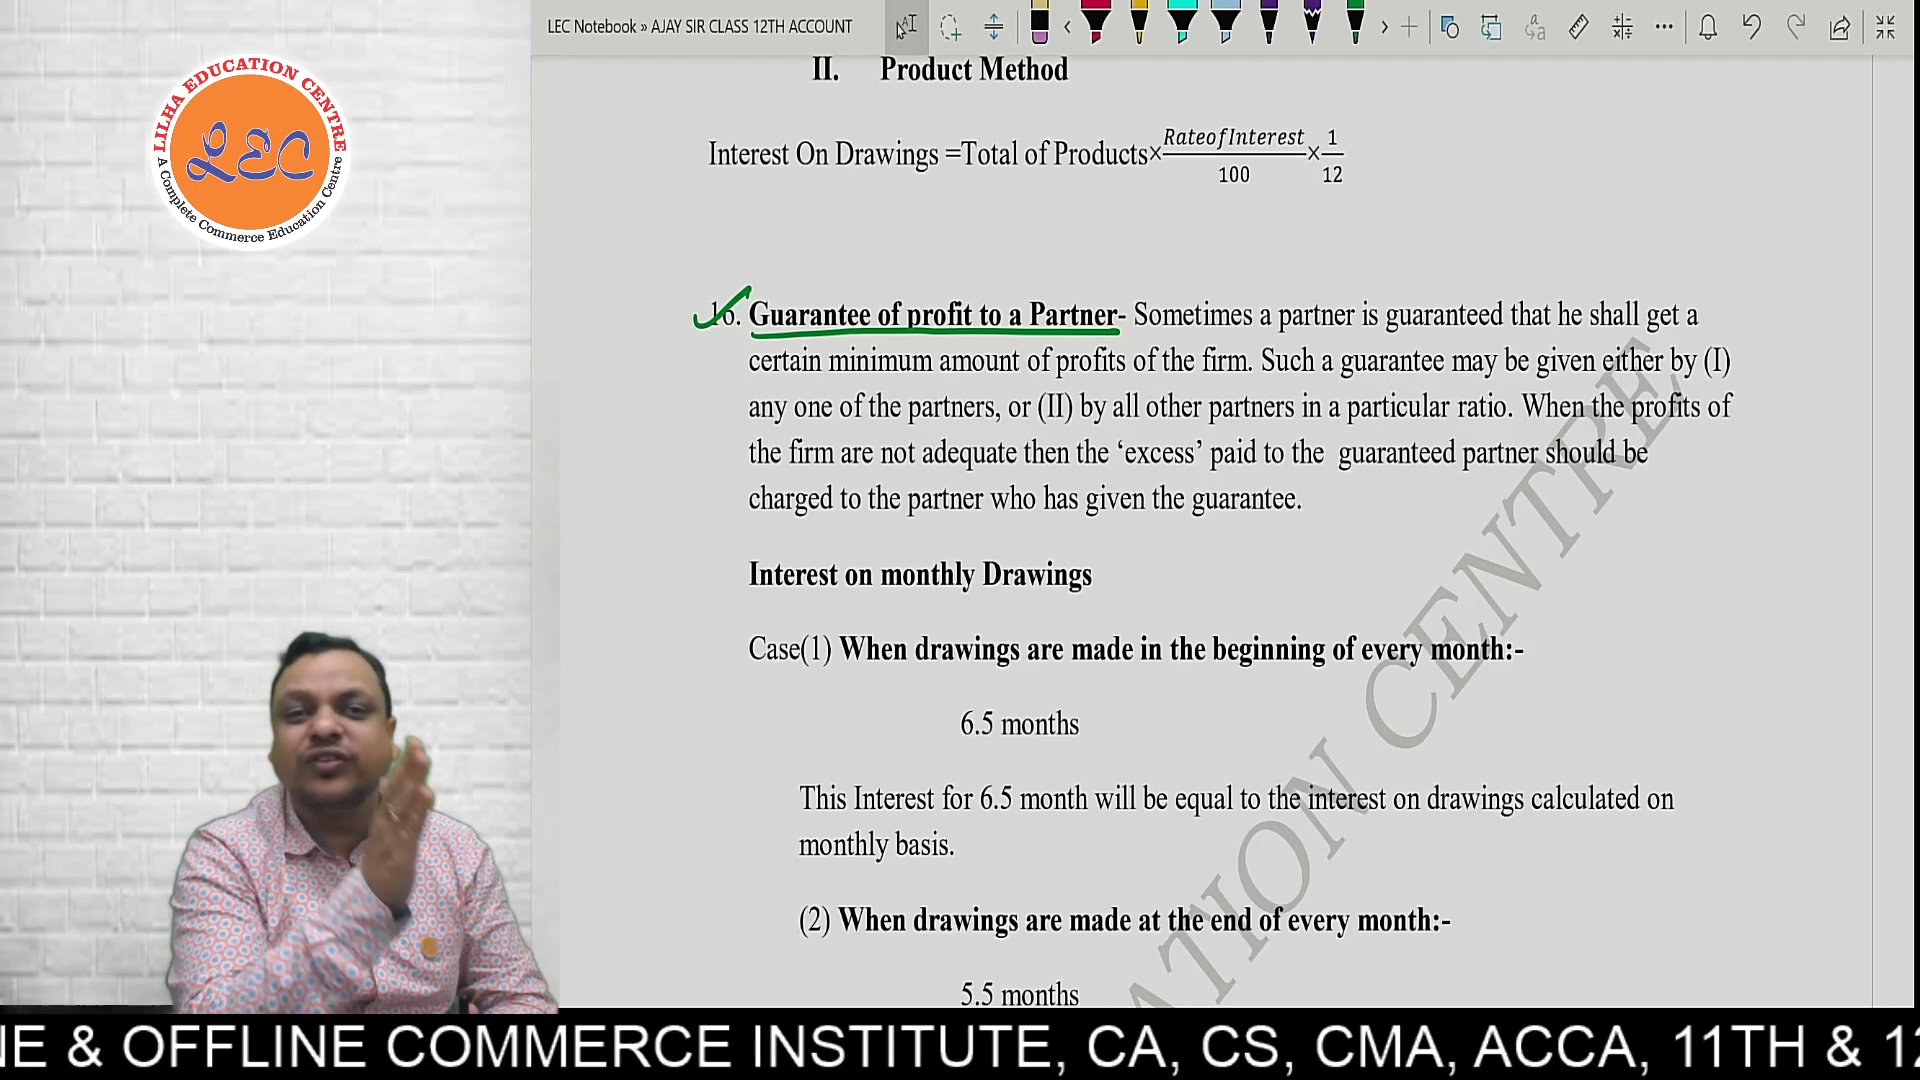 LEC Notebook » AJAY SIR CLASS 12TH ACCOUNT
LILHA EDUCATION CENTRE
LEC
A Complete Commerce Education Centre
II. Product Method
Interest On Drawings =Total of Products×RateofInterest/100×1/12
16. Guarantee of profit to a Partner- Sometimes a partner is guaranteed that he shall get a
certain minimum amount of profits of the firm. Such a guarantee may be given either by (I)
any one of the partners, or (II) by all other partners in a particular ratio. When the profits of
the firm are not adequate then the ‘excess’ paid to the guaranteed partner should be
charged to the partner who has given the guarantee.
Interest on monthly Drawings
Case(1) When drawings are made in the beginning of every month:-
6.5 months
This Interest for 6.5 month will be equal to the interest on drawings calculated on
monthly basis.
(2) When drawings are made at the end of every month:-
5.5 months
ATION CENTRE
NE & OFFLINE COMMERCE INSTITUTE, CA, CS, CMA, ACCA, 11TH & 12